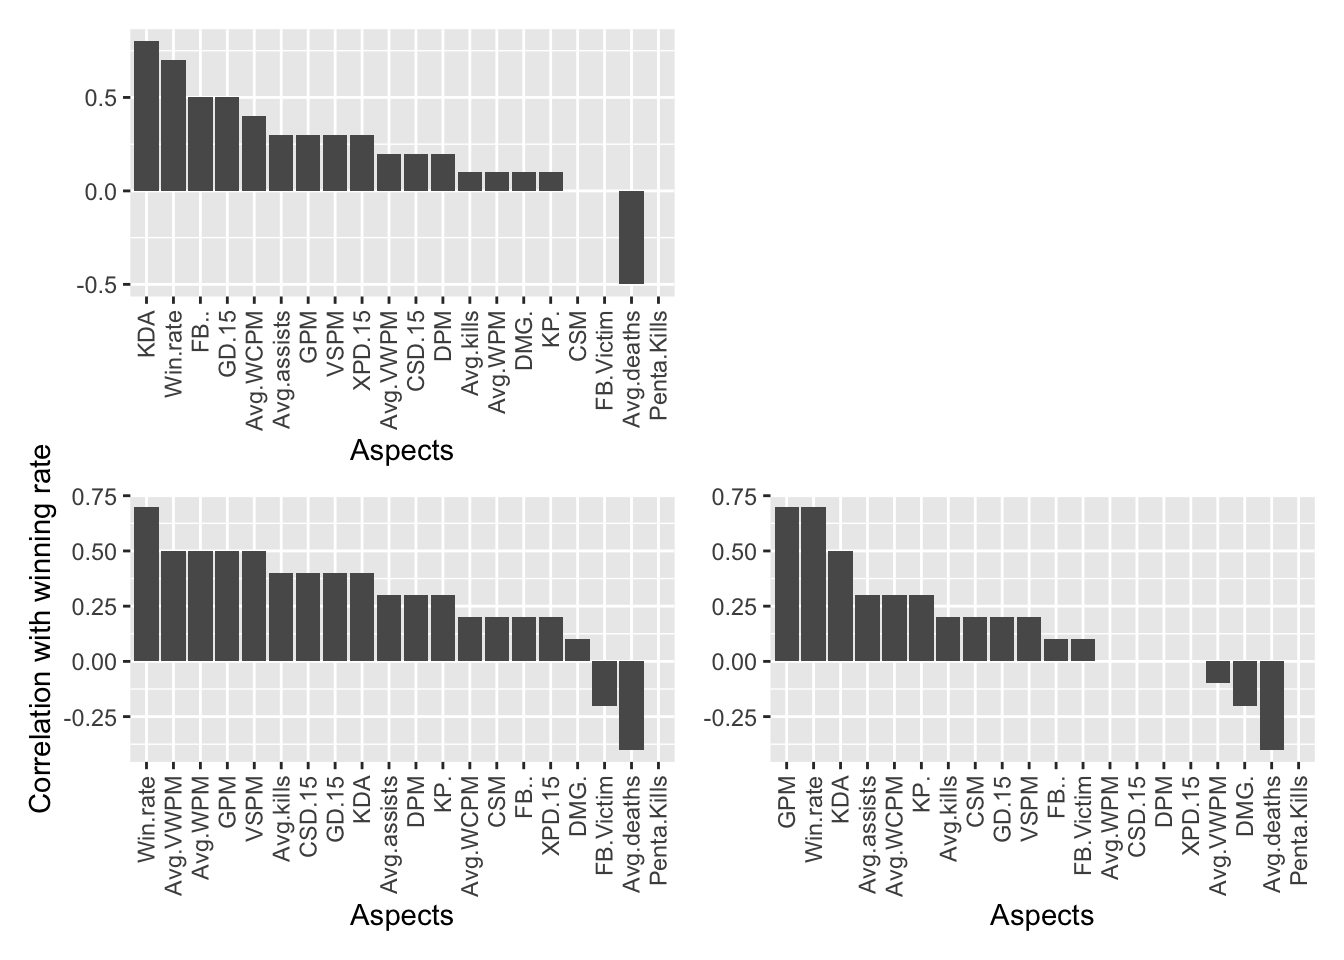 0.5
0.0
-0.5
KDA
Win.rate
FB..
GD.15
Avg.WCPM
Avg.assists
GPM
VSPM
XPD.15
Avg.VWPM
CSD.15
DPM
Avg.kills
Avg.WPM
DMG.
KP.
CSM
FB.Victim
Avg.deaths
Penta.Kills
Aspects
Correlation with winning rate
0.75
0.50
0.25
0.00
-0.25
Win.rate
Avg.VWPM
Avg.WPM
GPM
VSPM
Avg.kills
CSD.15
GD.15
KDA
Avg.assists
DPM
KP.
Avg.WCPM
CSM
FB..
XPD.15
DMG.
FB.Victim
Avg.deaths
Penta.Kills
Aspects
0.75
0.50
0.25
0.00
-0.25
GPM
Win.rate
KDA
Avg.assists
Avg.WCPM
KP.
Avg.kills
CSM
GD.15
VSPM
FB..
FB.Victim
Avg.WPM
CSD.15
DPM
XPD.15
Avg.VWPM
DMG.
Avg.deaths
Penta.Kills
Aspects